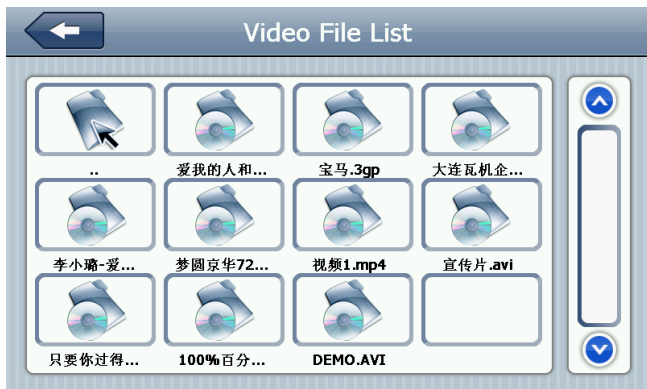 Video File List
..
爱我的人和...
宝马.3gp
大连瓦机企...
李小璐-爱...
梦圆京华72...
视频1.mp4
宣传片.avi
只要你过得...
100%百分...
DEMO.AVI